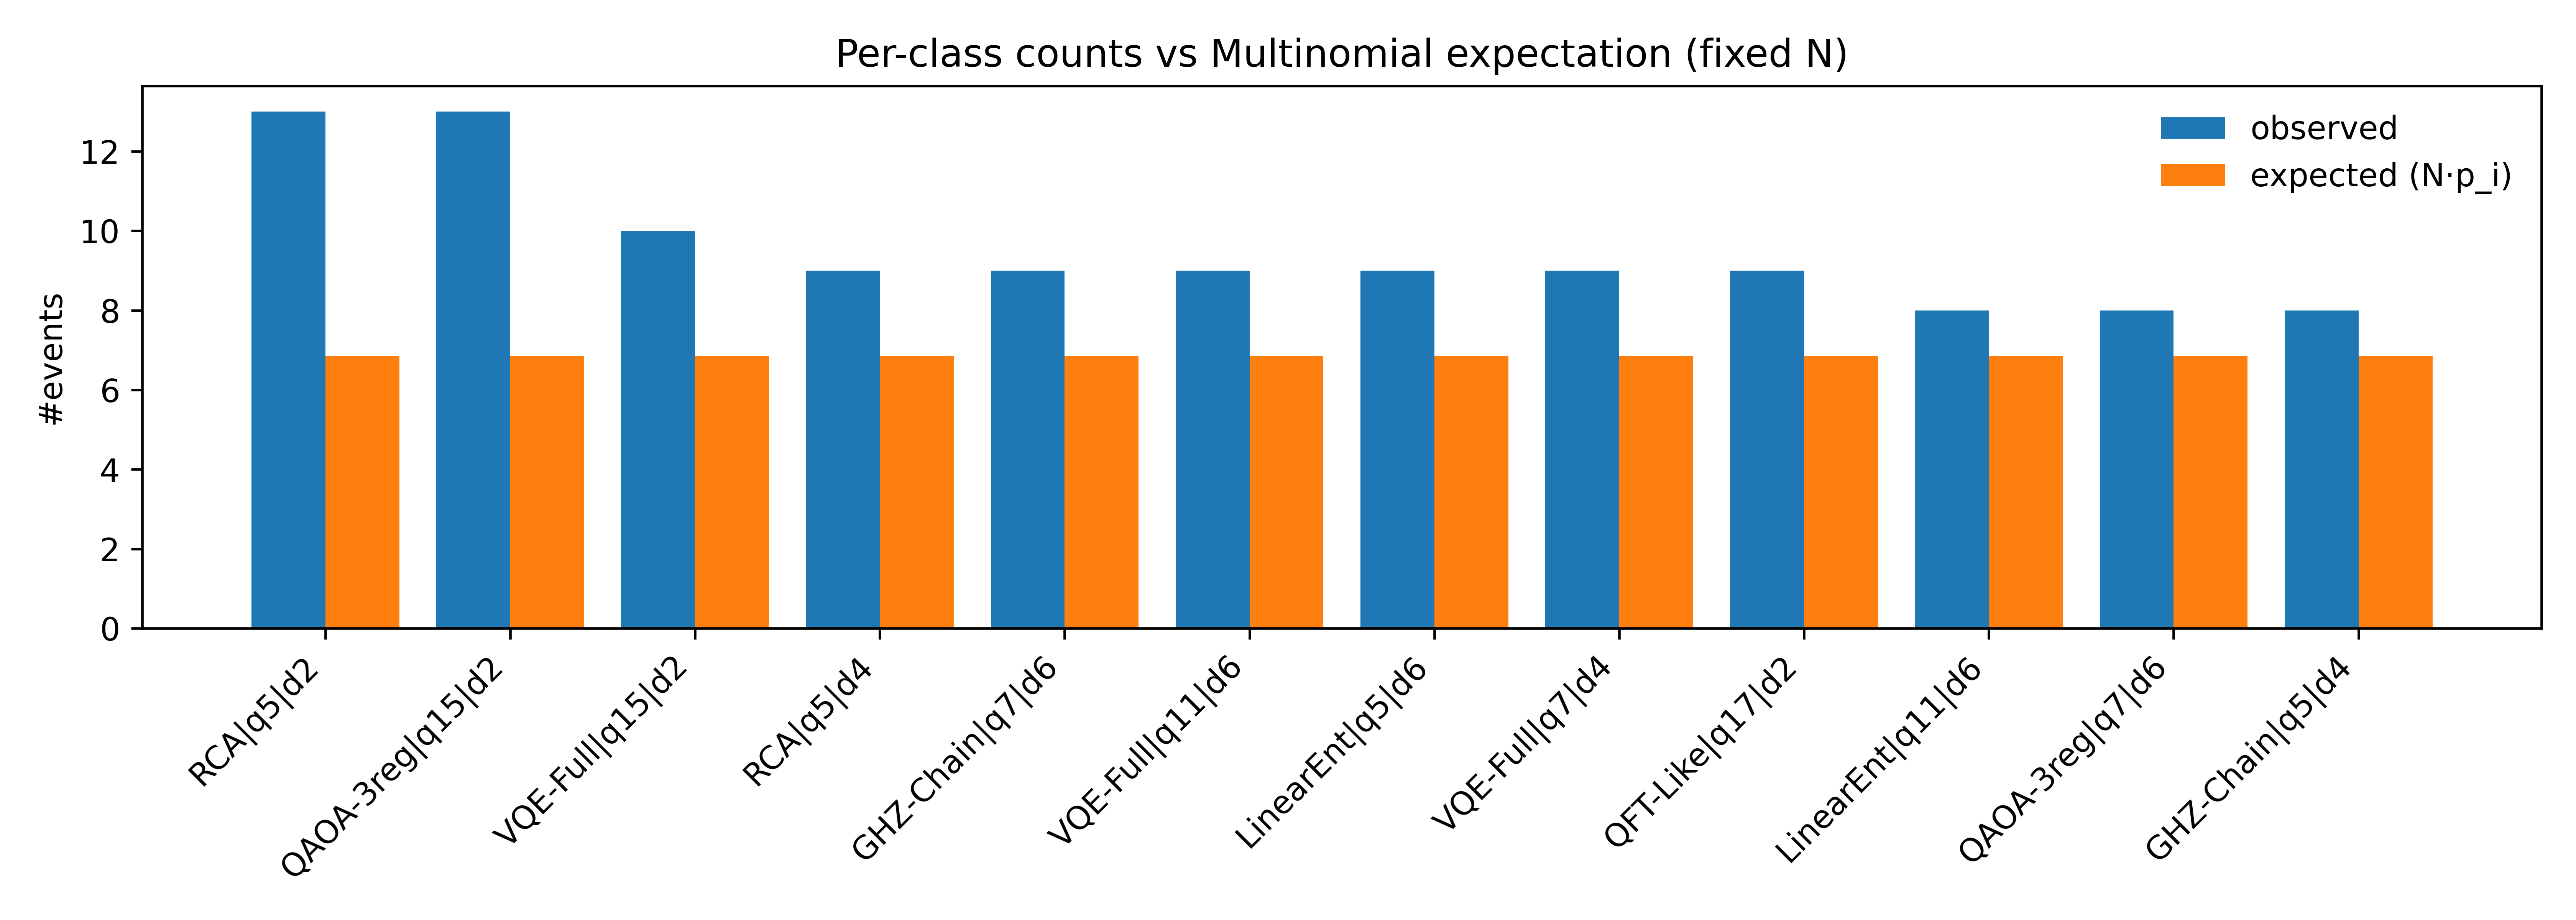 Per-class counts vs Multinomial expectation (fixed N)
observed
expected (N·p_i)
#events
12
10
8
6
4
2
0
RCA|q5|d2
QAOA-3reg|q15|d2
VQE-Full|q15|d2
RCA|q5|d4
GHZ-Chain|q7|d6
VQE-Full|q11|d6
LinearEnt|q5|d6
VQE-Full|q7|d4
QFT-Like|q17|d2
LinearEnt|q11|d6
QAOA-3reg|q7|d6
GHZ-Chain|q5|d4